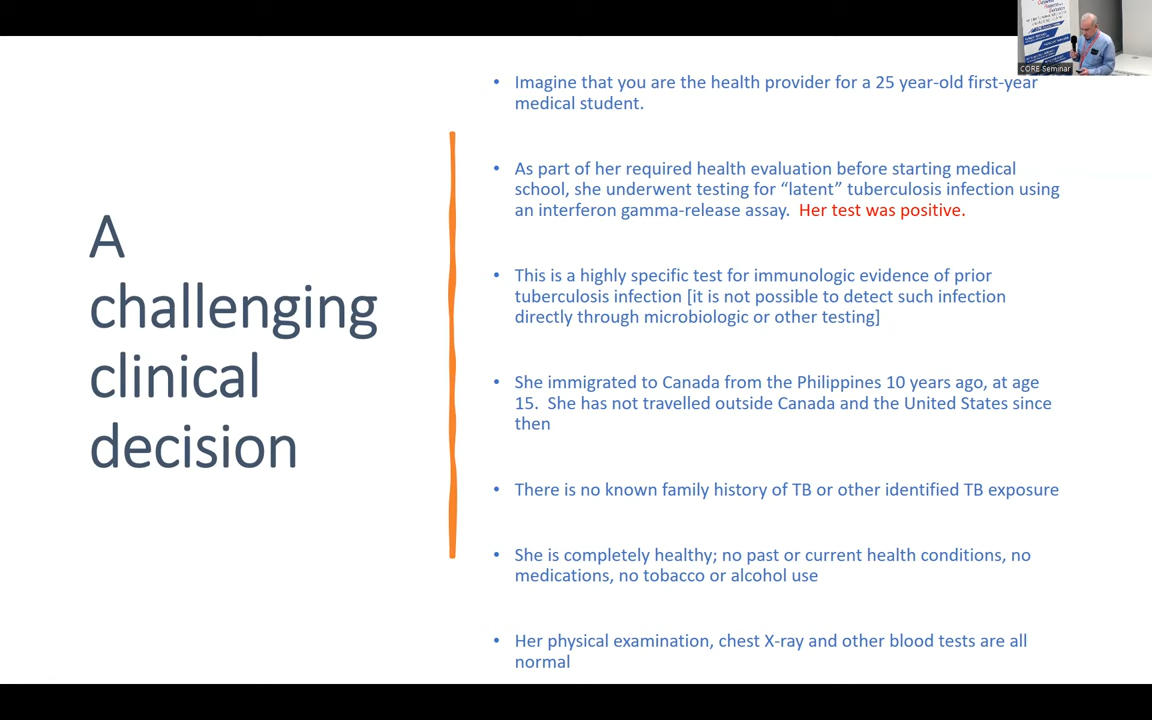 A
challenging
clinical
decision
• Imagine that you are the health provider for a 25 year-old first-year
medical student.
• As part of her required health evaluation before starting medical
school, she underwent testing for “latent” tuberculosis infection using
an interferon gamma-release assay. Her test was positive.
• This is a highly specific test for immunologic evidence of prior
tuberculosis infection [it is not possible to detect such infection
directly through microbiologic or other testing]
• She immigrated to Canada from the Philippines 10 years ago, at age
15. She has not travelled outside Canada and the United States since
then
• There is no known family history of TB or other identified TB exposure
• She is completely healthy; no past or current health conditions, no
medications, no tobacco or alcohol use
• Her physical examination, chest X-ray and other blood tests are all
normal
CORE Seminar